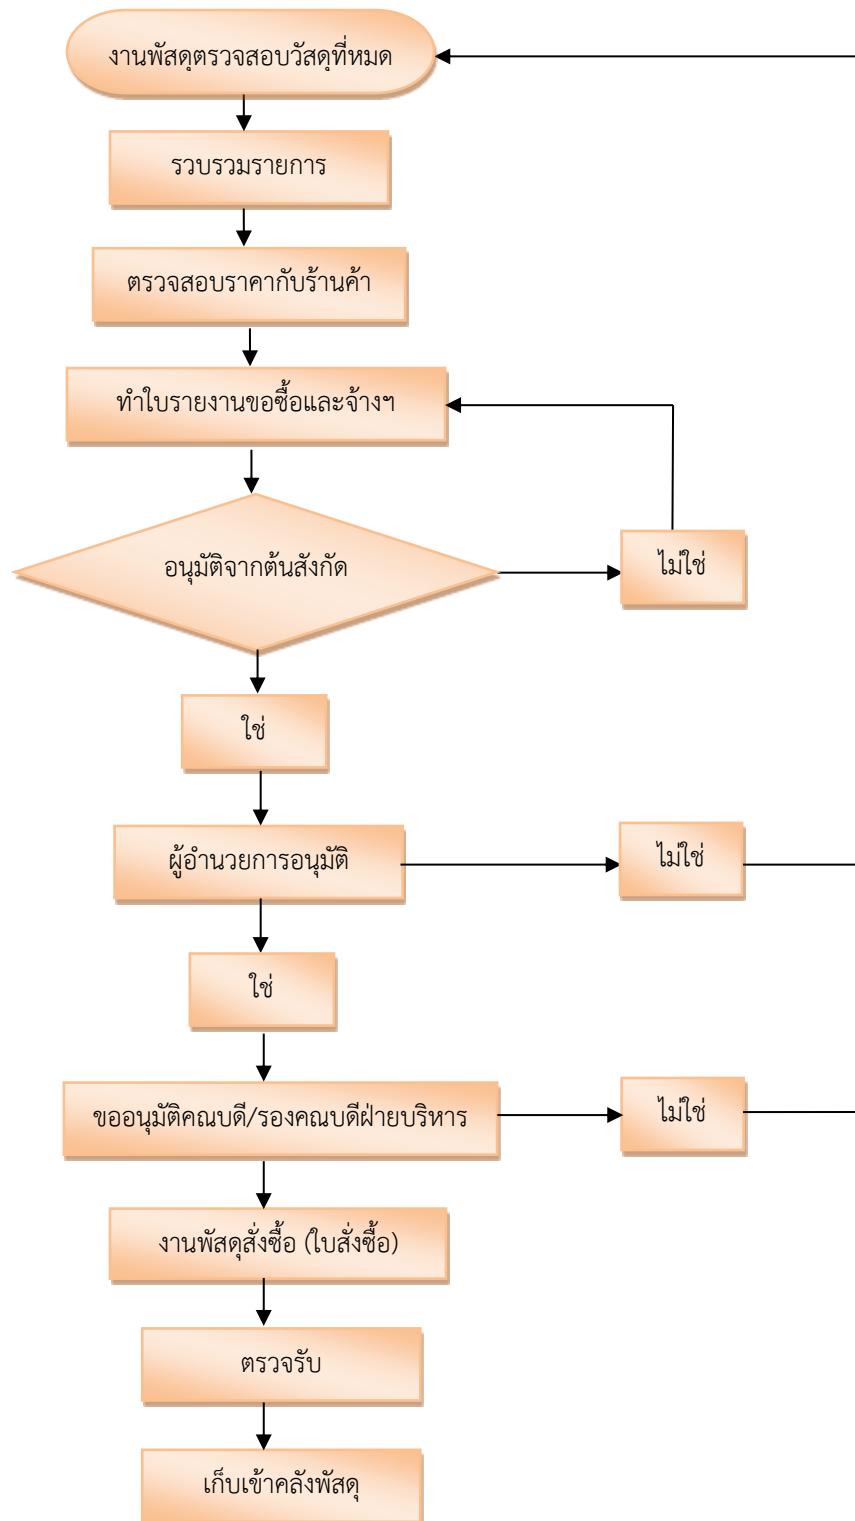 งานพัสดุตรวจสอบวัสดุที่หมด
รวบรวมรายการ
ตรวจสอบราคากับร้านค้า
ทำใบรายงานขอซื้อและจ้างฯ
อนุมัติจากต้นสังกัด
ไม่ใช่
ใช่
ผู้อำนวยการอนุมัติ
ไม่ใช่
ใช่
ขออนุมัติคณบดี/รองคณบดีฝ่ายบริหาร
ไม่ใช่
งานพัสดุสั่งซื้อ (ใบสั่งซื้อ)
ตรวจรับ
เก็บเข้าคลังพัสดุ